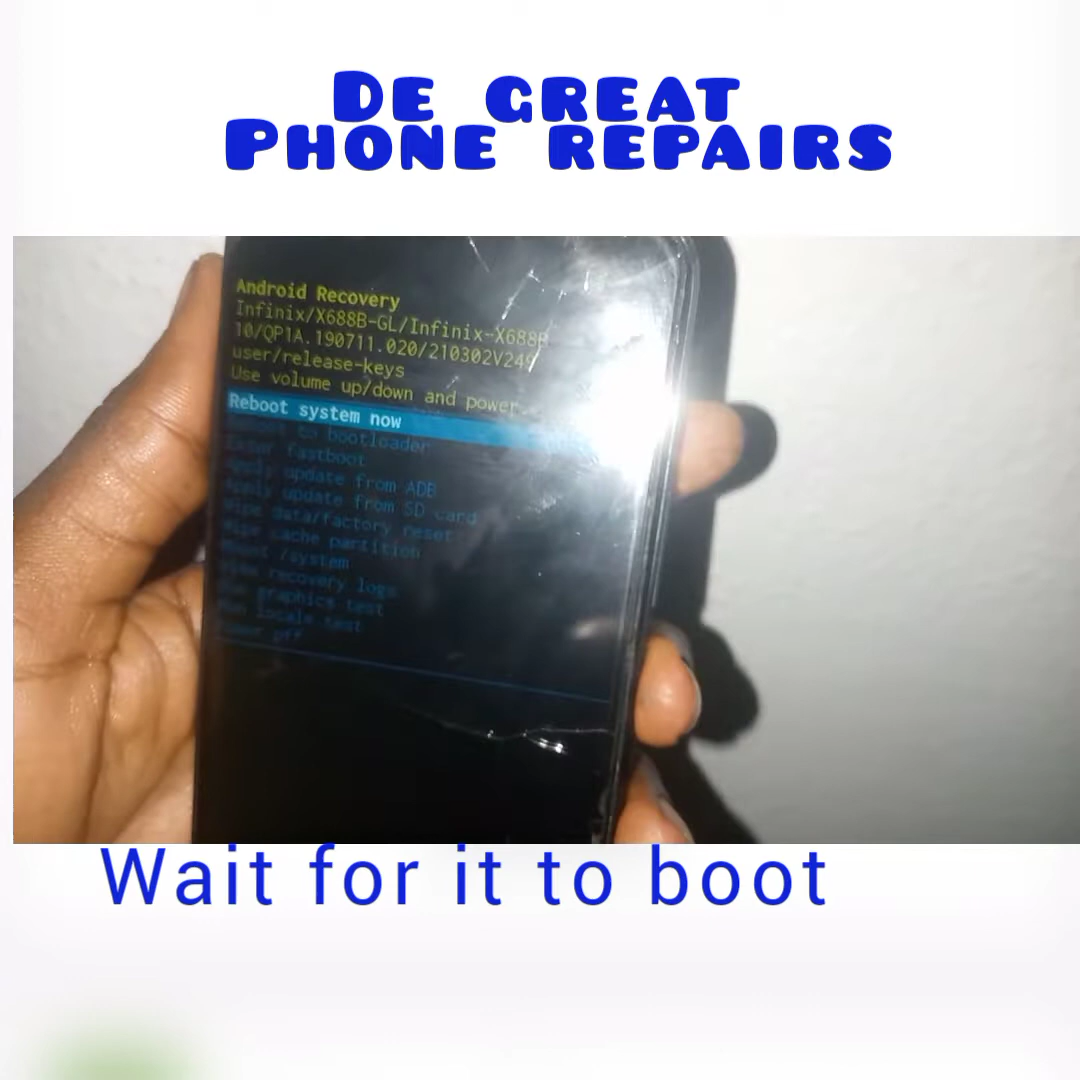 De great
Phone repairs
Android Recovery
Infinix/X688B-GL/Infinix-X688B
10/QP1A.190711.020/210302V249
user/release-keys
Use volume up/down and power.
Reboot system now
Reboot to bootloader
Enter fastboot
Apply update from ADB
Apply update from SD card
Wipe data/factory reset
Wipe cache partition
Mount /system
View recovery logs
Run graphics test
Run locale test
Power off
Wait for it to boot